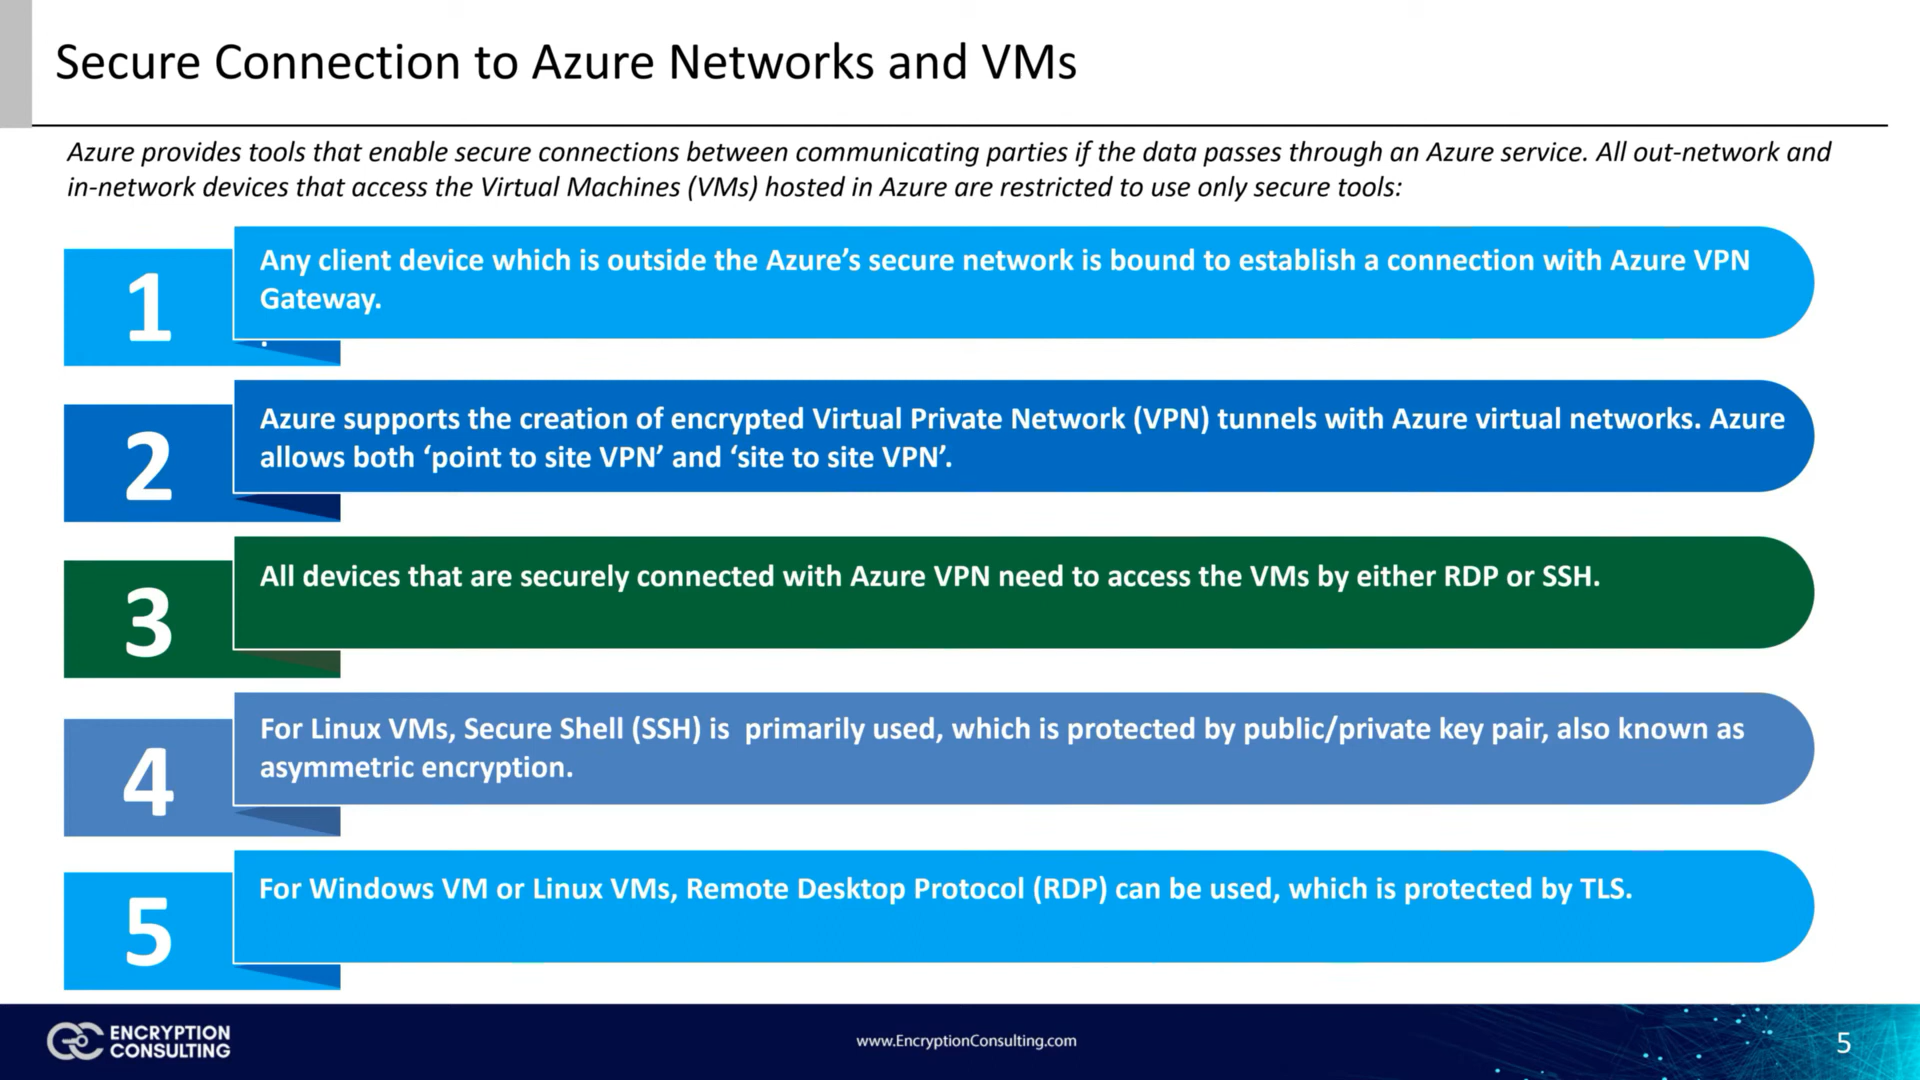 Secure Connection to Azure Networks and VMs
Azure provides tools that enable secure connections between communicating parties if the data passes through an Azure service. All out-network and
in-network devices that access the Virtual Machines (VMs) hosted in Azure are restricted to use only secure tools:
1
Any client device which is outside the Azure’s secure network is bound to establish a connection with Azure VPN
Gateway.
.
2
Azure supports the creation of encrypted Virtual Private Network (VPN) tunnels with Azure virtual networks. Azure
allows both ‘point to site VPN’ and ‘site to site VPN’.
3
All devices that are securely connected with Azure VPN need to access the VMs by either RDP or SSH.
4
For Linux VMs, Secure Shell (SSH) is  primarily used, which is protected by public/private key pair, also known as
asymmetric encryption.
5
For Windows VM or Linux VMs, Remote Desktop Protocol (RDP) can be used, which is protected by TLS.
ENCRYPTION
CONSULTING
www.EncryptionConsulting.com
5